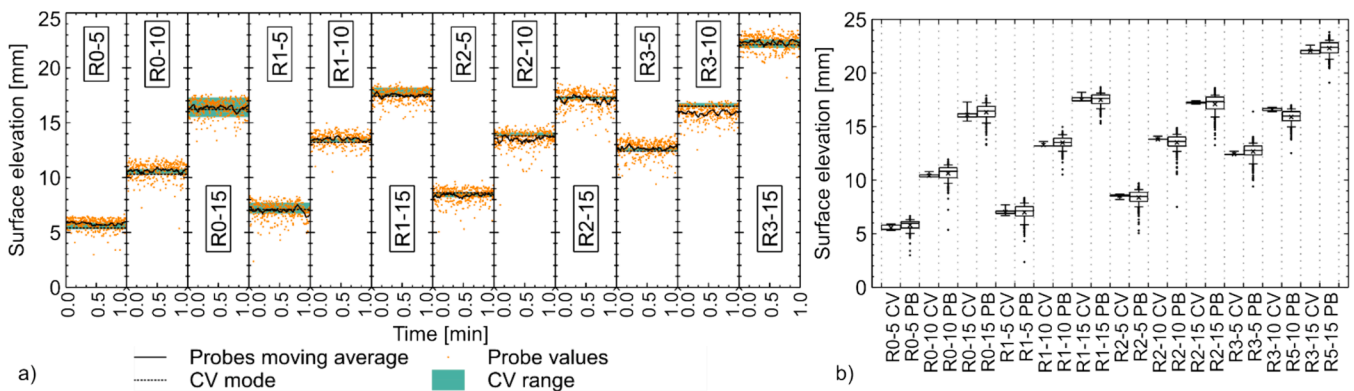 Surface elevation [mm]
25
20
15
10
5
0
R0-5
R0-10
R0-15
R1-5
R1-10
R1-15
R2-5
R2-10
R2-15
R3-5
R3-10
R3-15
0.0 0.5 1.0 0.0 0.5 1.0 0.0 0.5 1.0 0.0 0.5 1.0 0.0 0.5 1.0 0.0 0.5 1.0 0.0 0.5 1.0 0.0 0.5 1.0 0.0 0.5 1.0 0.0 0.5 1.0 0.0 0.5 1.0 0.0 0.5 1.0
Time [min]
a)
Probes moving average
Probe values
CV mode
CV range
Surface elevation [mm]
25
20
15
10
5
0
R0-5 CV
R0-5 PB
R0-10 CV
R0-10 PB
R0-15 CV
R0-15 PB
R1-5 CV
R1-5 PB
R1-10 CV
R1-10 PB
R1-15 CV
R1-15 PB
R2-5 CV
R2-5 PB
R2-10 CV
R2-10 PB
R2-15 CV
R2-15 PB
R3-5 CV
R3-5 PB
R3-10 CV
R5-10 PB
R3-15 CV
R5-15 PB
b)